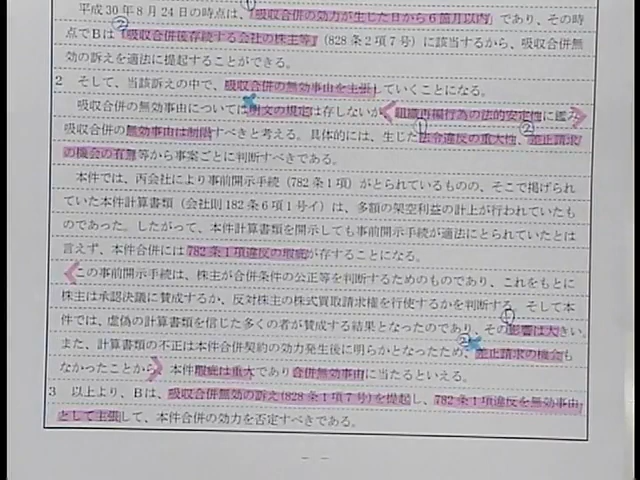 平成30年8月24日の時点は、「吸収合併の効力が生じた日から6箇月以内」であり、その時
点でBは「吸収合併後存続する会社の株主等」(828条2項7号)に該当するから、吸収合併無
効の訴えを適法に提起することができる。
2 そして、当該訴えの中で、吸収合併の無効事由を主張していくことになる。
吸収合併の無効事由については明文の規定は存しないが、組織再編行為の法的安定性に鑑み、
吸収合併の無効事由は制限すべきと考える。具体的には、生じた法令違反の重大性、差止請求
の機会の有無等から事案ごとに判断すべきである。
本件では、丙会社により事前開示手続(782条1項)がとられているものの、そこで掲げられ
ていた本件計算書類(会社則182条6項1号イ)は、多額の架空利益の計上が行われていたも
のであった。したがって、本件計算書類を開示しても事前開示手続が適法にとられていたとは
言えず、本件合併には782条1項違反の瑕疵が存することになる。
この事前開示手続は、株主が合併条件の公正等を判断するためのものであり、これをもとに
株主は承認決議に賛成するか、反対株主の株式買取請求権を行使するかを判断する。そして本
件では、虚偽の計算書類を信じた多くの者が賛成する結果となったのであり、その影響は大きい。
また、計算書類の不正は本件合併契約の効力発生後に明らかとなったため、差止請求の機会も
なかったことから、本件瑕疵は重大であり合併無効事由に当たるといえる。
3 以上より、Bは、吸収合併無効の訴え(828条1項7号)を提起し、782条1項違反を無効事由
として主張して、本件合併の効力を否定すべきである。